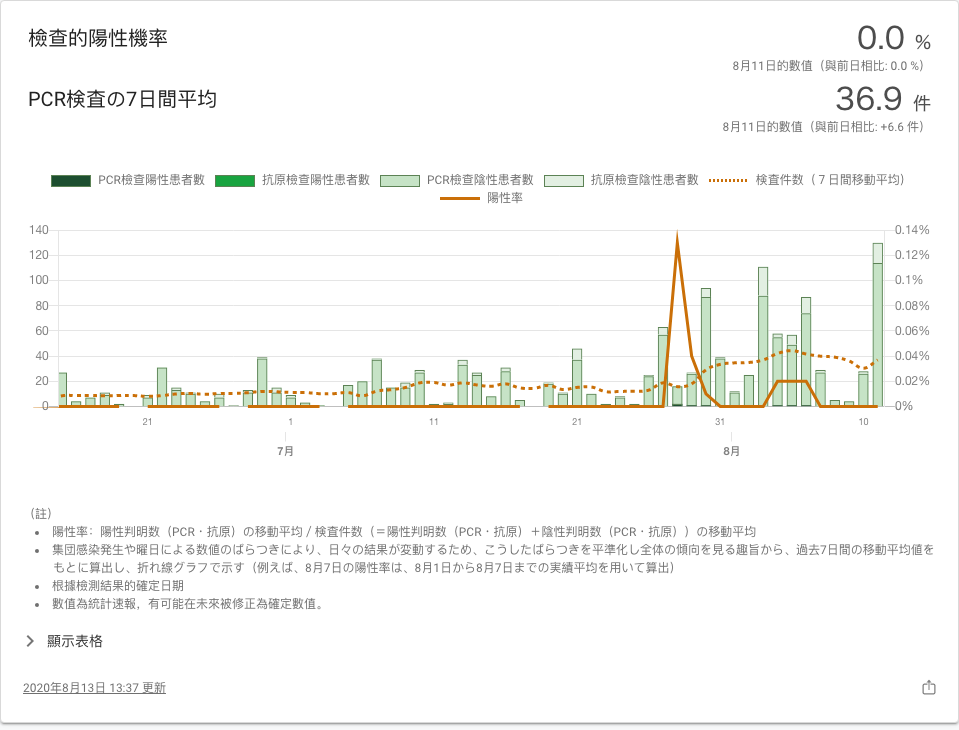 檢查的陽性機率
0.0 %
8月11日的數值（與前日相比: 0.0 %）
PCR検査の7日間平均
36.9 件
8月11日的數值（與前日相比: +6.6 件）
PCR檢查陽性患者數 抗原檢查陽性患者數 PCR檢查陰性患者數 抗原檢查陰性患者數 検査件数（７日間移動平均）
陽性率
140 0.14%
120 0.12%
100 0.1%
80 0.08%
60 0.06%
40 0.04%
20 0.02%
0 0%
21 1 11 21 31 10
7月 8月
（註）
• 陽性率：陽性判明数（PCR・抗原）の移動平均 / 検査件数（＝陽性判明数（PCR・抗原）＋陰性判明数（PCR・抗原））の移動平均
• 集団感染発生や曜日による数値のばらつきにより、日々の結果が変動するため、こうしたばらつきを平準化し全体の傾向を見る趣旨から、過去7日間の移動平均値を
もとに算出し、折れ線グラフで示す（例えば、8月7日の陽性率は、8月1日から8月7日までの実績平均を用いて算出）
• 根據檢測結果的確定日期
• 數值為統計速報，有可能在未來被修正為確定數值。
顯示表格
2020年8月13日 13:37 更新